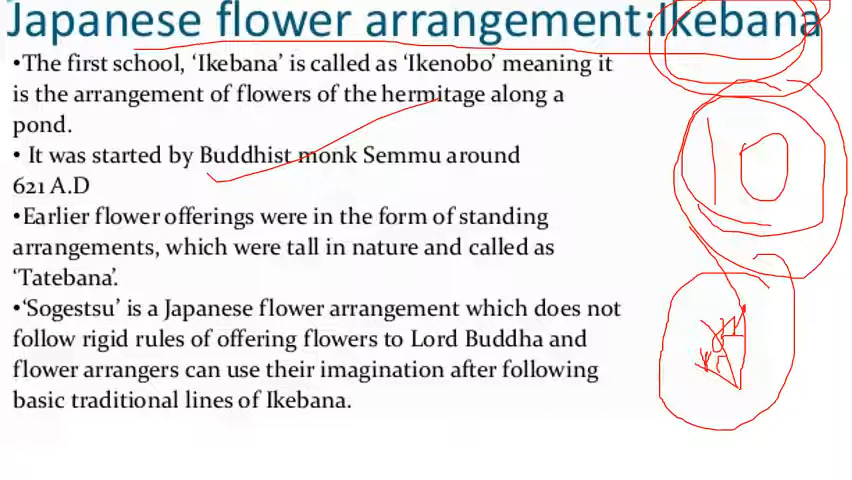 Japanese flower arrangement:Ikebana
•The first school, ‘Ikebana’ is called as ‘Ikenobo’ meaning it
is the arrangement of flowers of the hermitage along a
pond.
• It was started by Buddhist monk Semmu around
621 A.D
•Earlier flower offerings were in the form of standing
arrangements, which were tall in nature and called as
‘Tatebana’.
•‘Sogestsu’ is a Japanese flower arrangement which does not
follow rigid rules of offering flowers to Lord Buddha and
flower arrangers can use their imagination after following
basic traditional lines of Ikebana.
10